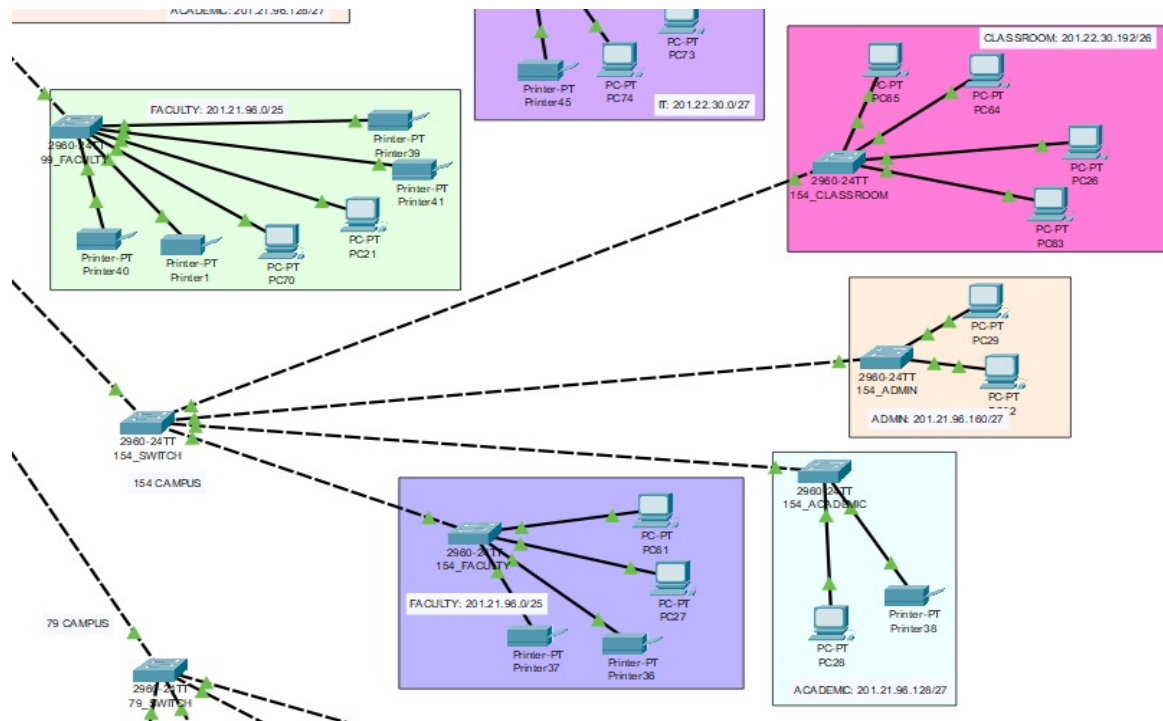 ACADEMIC: 201.21.96.128/27
PC-PT
PC73
Printer-PT
Printer45
PC-PT
PC74
IT: 201.22.30.0/27
CLASSROOM: 201.22.30.192/26
PC-PT
PC65
PC-PT
PC64
PC-PT
PC26
PC-PT
PC63
2960-24TT
154_CLASSROOM
FACULTY: 201.21.96.0/25
2960-24TT
99_FACULTY
Printer-PT
Printer39
Printer-PT
Printer41
PC-PT
PC21
Printer-PT
Printer40
Printer-PT
Printer1
PC-PT
PC70
PC-PT
PC29
2960-24TT
154_ADMIN
PC-PT
ADMIN: 201.21.96.160/27
2960-24TT
154_SWITCH
154 CAMPUS
2960-24TT
154_ACADEMIC
Printer-PT
Printer38
PC-PT
PC28
ACADEMIC: 201.21.96.128/27
PC-PT
PC61
2960-24TT
154_FACULTY
PC-PT
PC27
FACULTY: 201.21.96.0/25
Printer-PT
Printer37
Printer-PT
Printer36
79 CAMPUS
2960-24TT
79_SWITCH